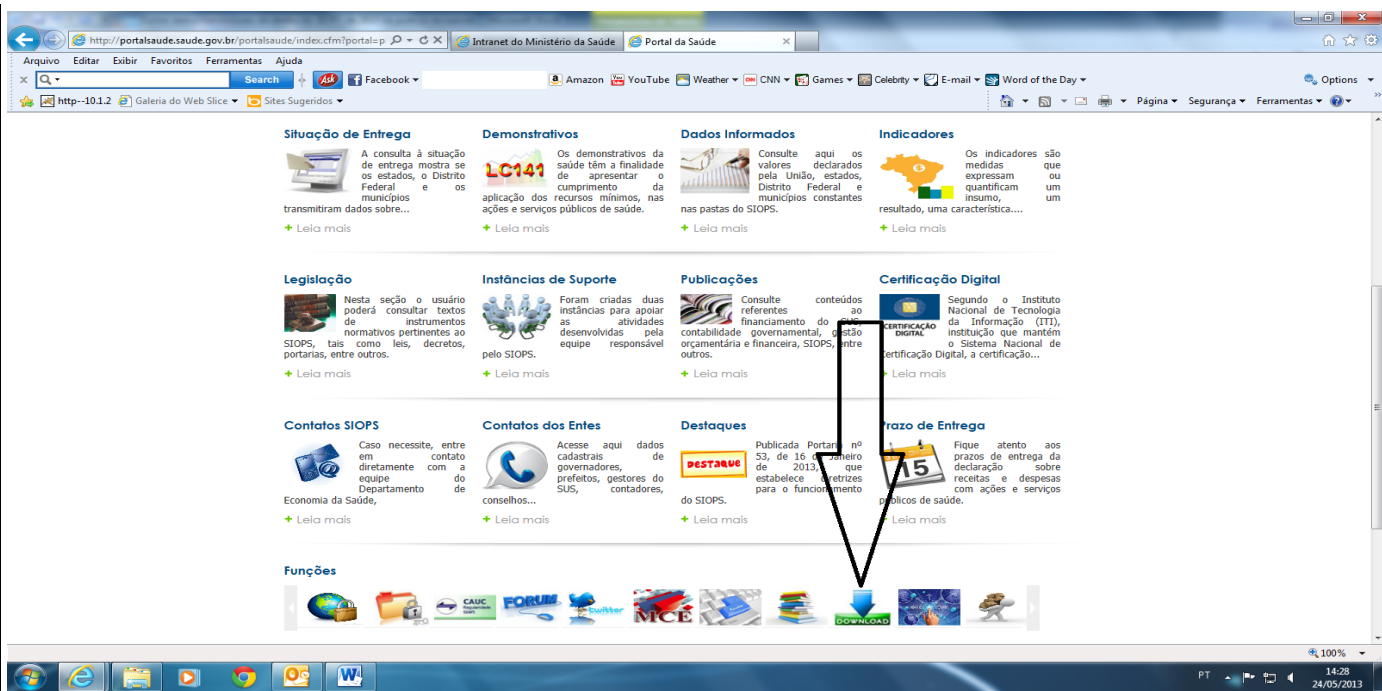 http://portalsaude.saude.gov.br/portalsaude/index.cfm?portal=p
Intranet do Ministério da Saúde
Portal da Saúde
Arquivo Editar Exibir Favoritos Ferramentas Ajuda
Search
Ask
Facebook
Amazon YouTube Weather CNN Games Celebrity E-mail Word of the Day
Options
http--10.1.2 Galeria do Web Slice Sites Sugeridos
Página Segurança Ferramentas
Situação de Entrega
A consulta à situação
de entrega mostra se
os estados, o Distrito
Federal e os
municípios
transmitiram dados sobre...
+ Leia mais
Demonstrativos
LC141
Os demonstrativos da
saúde têm a finalidade
de apresentar o
cumprimento da
aplicação dos recursos mínimos, nas
ações e serviços públicos de saúde.
+ Leia mais
Dados Informados
Consulte aqui os
valores declarados
pela União, estados,
Distrito Federal e
municípios constantes
nas pastas do SIOPS.
+ Leia mais
Indicadores
Os indicadores são
medidas que
expressam ou
quantificam um
insumo, um
resultado, uma característica....
+ Leia mais
Legislação
Nesta seção o usuário
poderá consultar textos
de instrumentos
normativos pertinentes ao
SIOPS, tais como leis, decretos,
portarias, entre outros.
+ Leia mais
Instâncias de Suporte
Foram criadas duas
instâncias para apoiar
as atividades
desenvolvidas pela
equipe responsável
pelo SIOPS.
+ Leia mais
Publicações
Consulte conteúdos
referentes ao
financiamento do SUS,
contabilidade governamental, gestão
orçamentária e financeira, SIOPS, entre
outros.
+ Leia mais
Certificação Digital
CERTIFICAÇÃO
DIGITAL
Segundo o Instituto
Nacional de Tecnologia
da Informação (ITI),
instituição que mantém
o Sistema Nacional de
Certificação Digital, a certificação...
+ Leia mais
Contatos SIOPS
Caso necessite, entre
em contato
diretamente com a
equipe do
Departamento de
Economia da Saúde,
+ Leia mais
Contatos dos Entes
Acesse aqui dados
cadastrais de
governadores,
prefeitos, gestores do
SUS, contadores,
conselhos...
+ Leia mais
Destaques
DESTAQUE
Publicada Portaria nº
53, de 16 de Janeiro
de 2013, que
estabelece diretrizes
para o funcionamento
do SIOPS.
+ Leia mais
Prazo de Entrega
15
Fique atento aos
prazos de entrega da
declaração sobre
receitas e despesas
com ações e serviços
públicos de saúde.
+ Leia mais
Funções
CAUC
FORUM
twitter
MCE
DOWNLOAD
100%
PT
14:28
24/05/2013